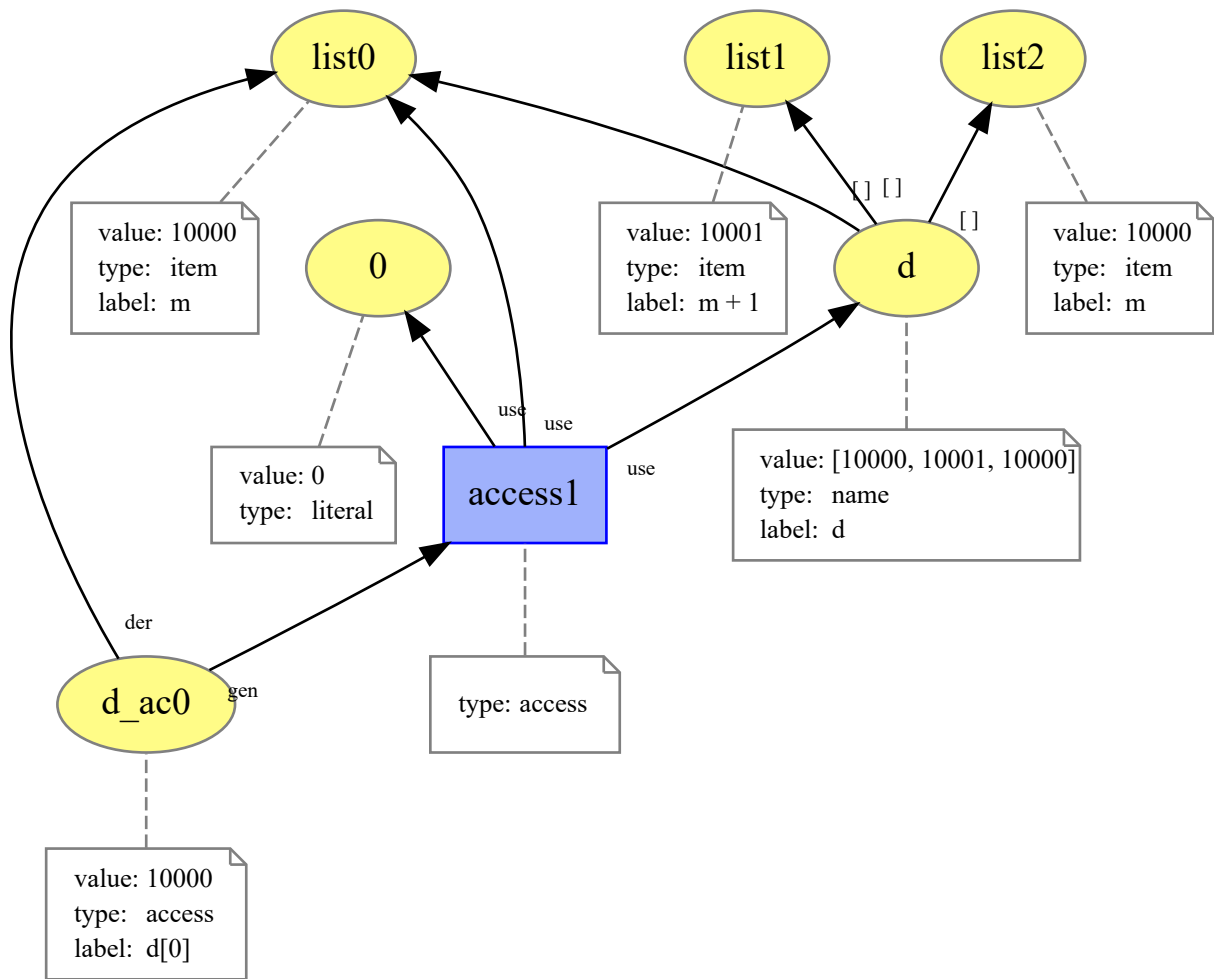 list0
list1
list2
[ ]
[ ]
[ ]
value: 10000
type: item
label: m
value: 10001
type: item
label: m + 1
value: 10000
type: item
label: m
0
d
use
use
use
value: 0
type: literal
access1
value: [10000, 10001, 10000]
type: name
label: d
der
gen
d_ac0
type: access
value: 10000
type: access
label: d[0]